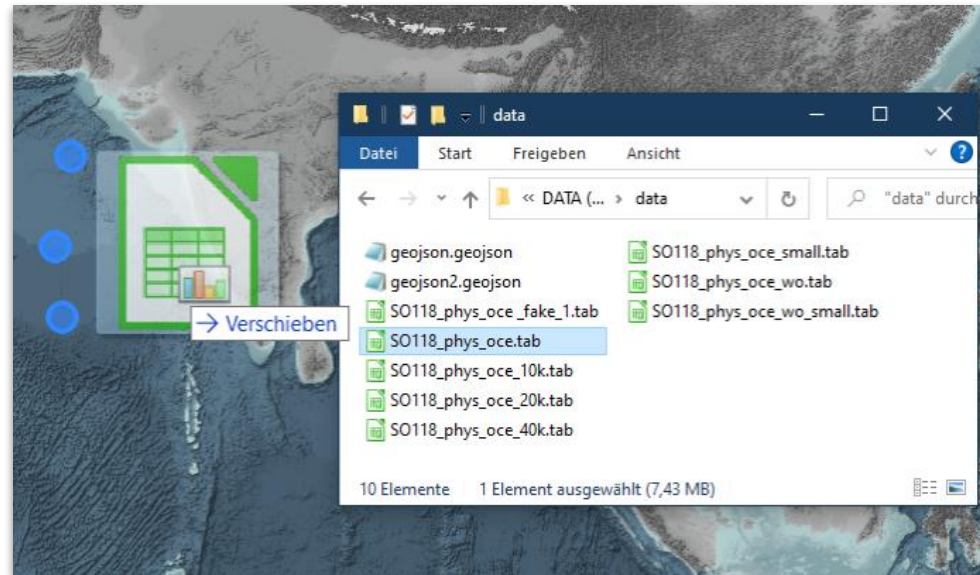 data
Datei Start Freigeben Ansicht
« DATA (... › data "data" durch
geojson.geojson
geojson2.geojson
SO118_phys_oce _fake_1.tab
SO118_phys_oce.tab
SO118_phys_oce_10k.tab
SO118_phys_oce_20k.tab
SO118_phys_oce_40k.tab
SO118_phys_oce_small.tab
SO118_phys_oce_wo.tab
SO118_phys_oce_wo_small.tab
→ Verschieben
10 Elemente 1 Element ausgewählt (7,43 MB)